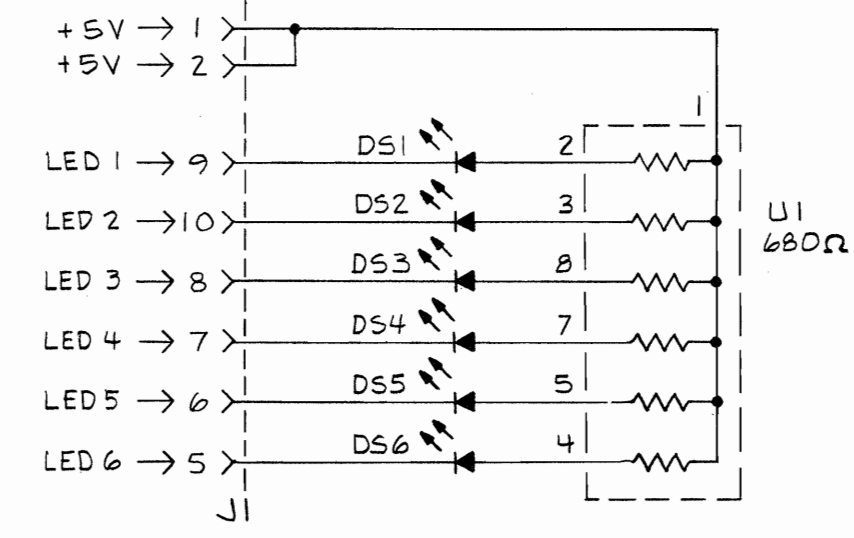 +5V → 1
+5V → 2
1
LED 1 → 9 DS1 2
LED 2 → 10 DS2 3
U1
680Ω
LED 3 → 8 DS3 8
LED 4 → 7 DS4 7
LED 5 → 6 DS5 5
LED 6 → 5 DS6 4
J1